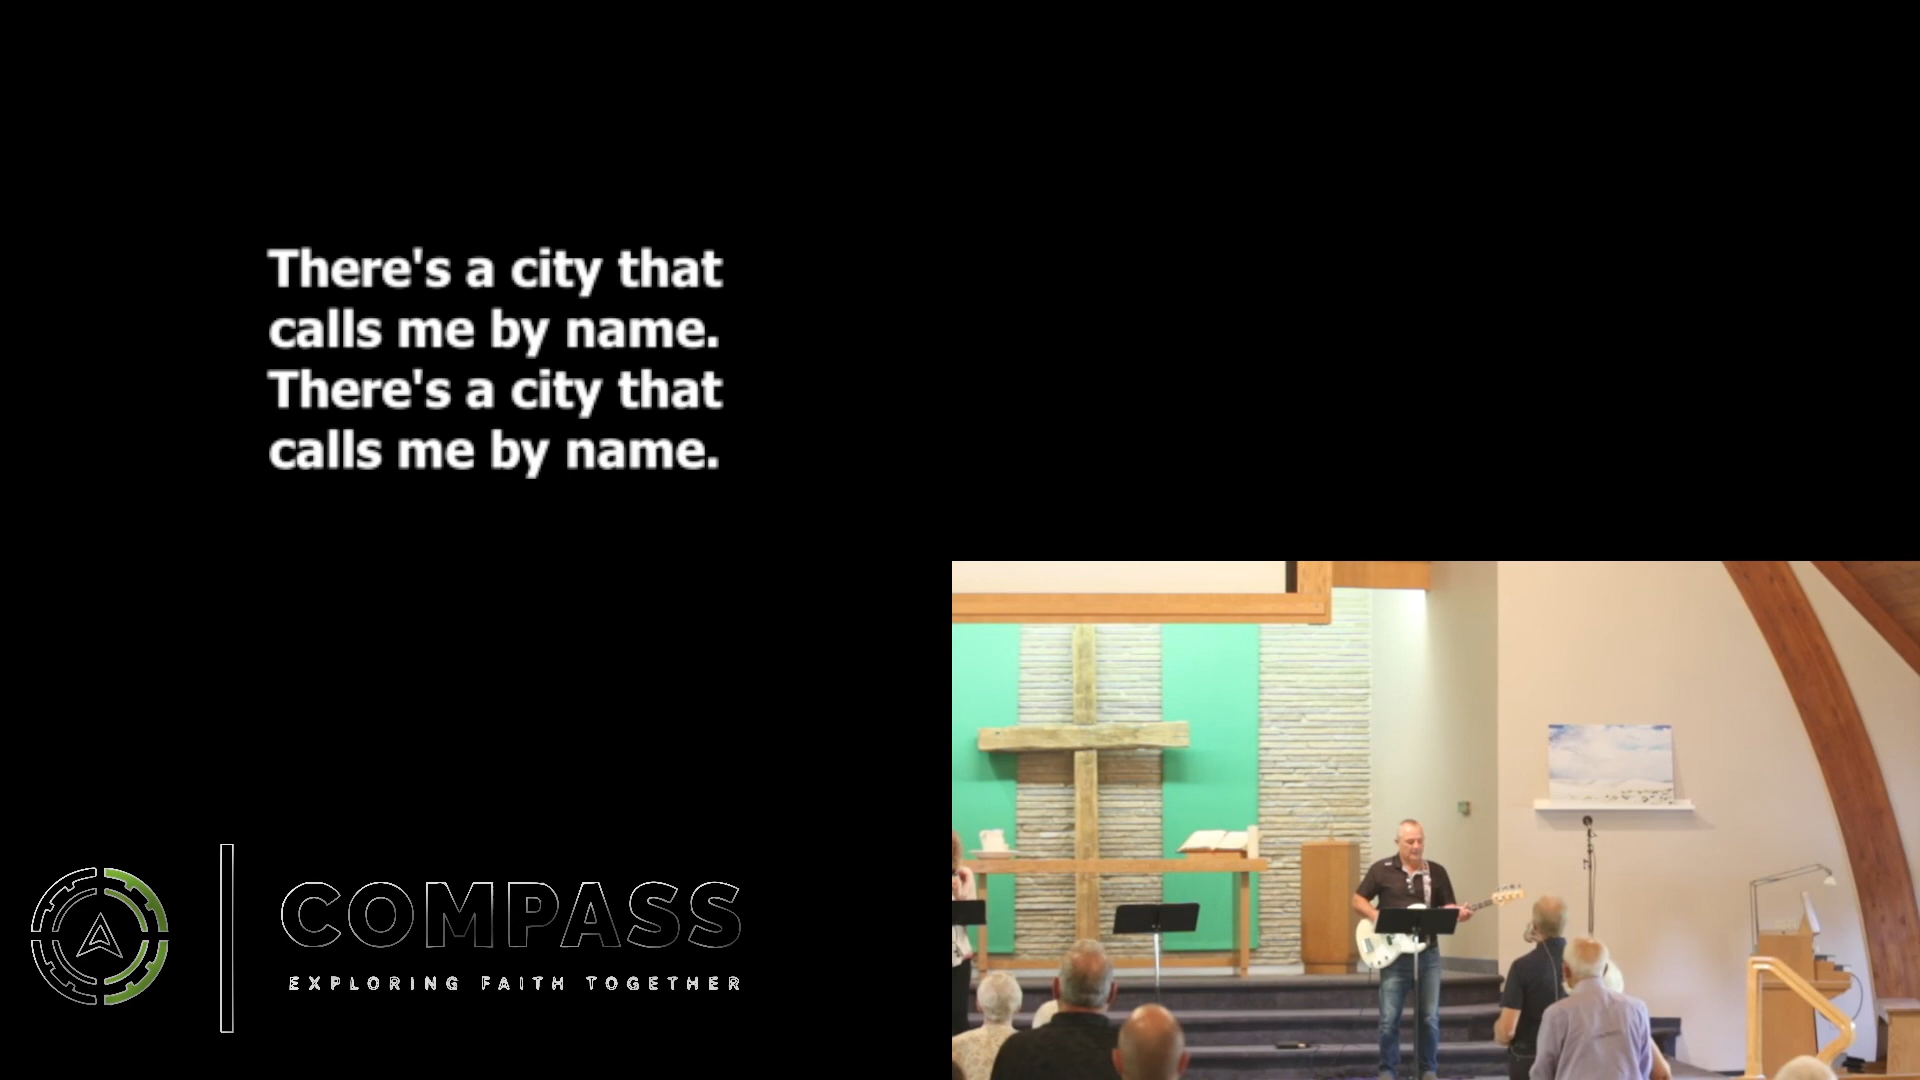 There's a city that
calls me by name.
There's a city that
calls me by name.
COMPASS
EXPLORING FAITH TOGETHER